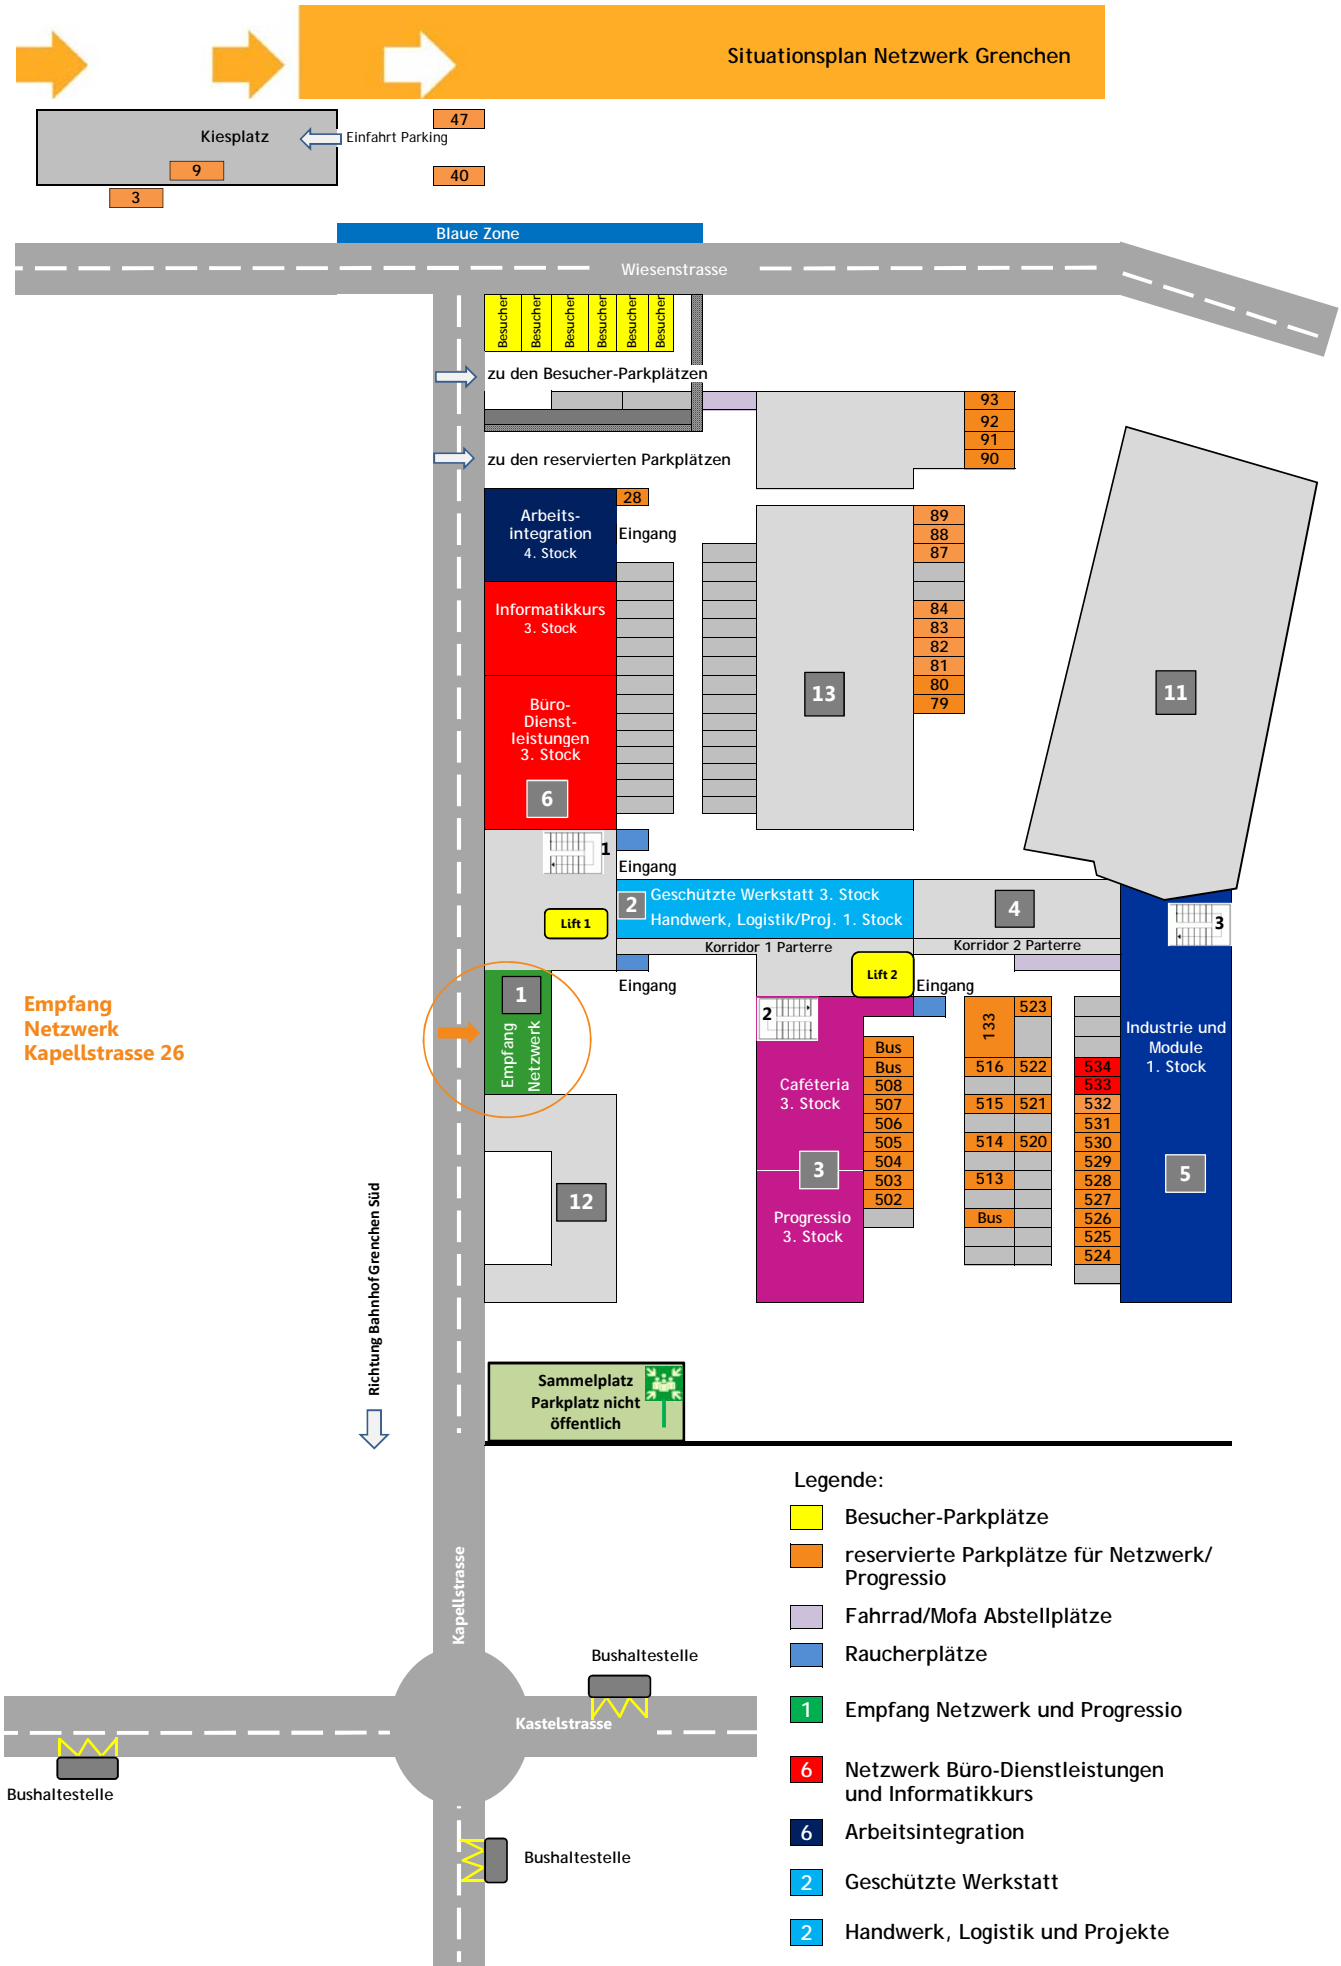 Situationsplan Netzwerk Grenchen
Kiesplatz
Einfahrt Parking
47
9
40
3
Blaue Zone
Wiesenstrasse
Besucher
Besucher
Besucher
Besucher
Besucher
Besucher
zu den Besucher-Parkplätzen
93
92
91
90
zu den reservierten Parkplätzen
28
Arbeits-
integration
4. Stock
Eingang
89
88
87
Informatikkurs
3. Stock
84
83
82
81
80
79
13
11
Büro-
Dienst-
leistungen
3. Stock
6
1
Eingang
2
Geschützte Werkstatt 3. Stock
Handwerk, Logistik/Proj. 1. Stock
4
3
Lift 1
Korridor 1 Parterre
Korridor 2 Parterre
Lift 2
Eingang
Eingang
1
Empfang
Netzwerk
Empfang
Netzwerk
Kapellstrasse 26
2
Caféteria
3. Stock
3
Progressio
3. Stock
Bus
Bus
508
507
506
505
504
503
502
133
523
516
522
515
521
514
520
513
Bus
534
533
532
531
530
529
528
527
526
525
524
Industrie und
Module
1. Stock
5
12
Richtung Bahnhof Grenchen Süd
Sammelplatz
Parkplatz nicht
öffentlich
Kapellstrasse
Bushaltestelle
Kastelstrasse
Bushaltestelle
Bushaltestelle
Legende:
Besucher-Parkplätze
reservierte Parkplätze für Netzwerk/
Progressio
Fahrrad/Mofa Abstellplätze
Raucherplätze
1 Empfang Netzwerk und Progressio
6 Netzwerk Büro-Dienstleistungen
und Informatikkurs
6 Arbeitsintegration
2 Geschützte Werkstatt
2 Handwerk, Logistik und Projekte